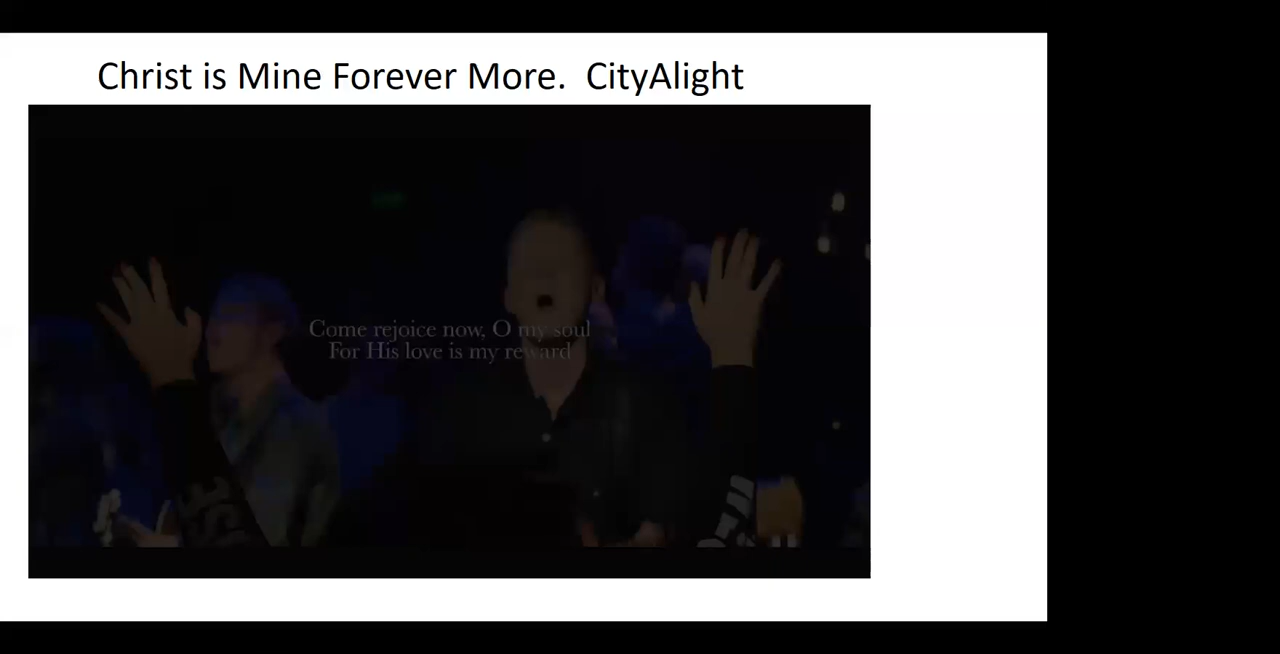 Christ is Mine Forever More.  CityAlight
Come rejoice now, O my soul
For His love is my reward